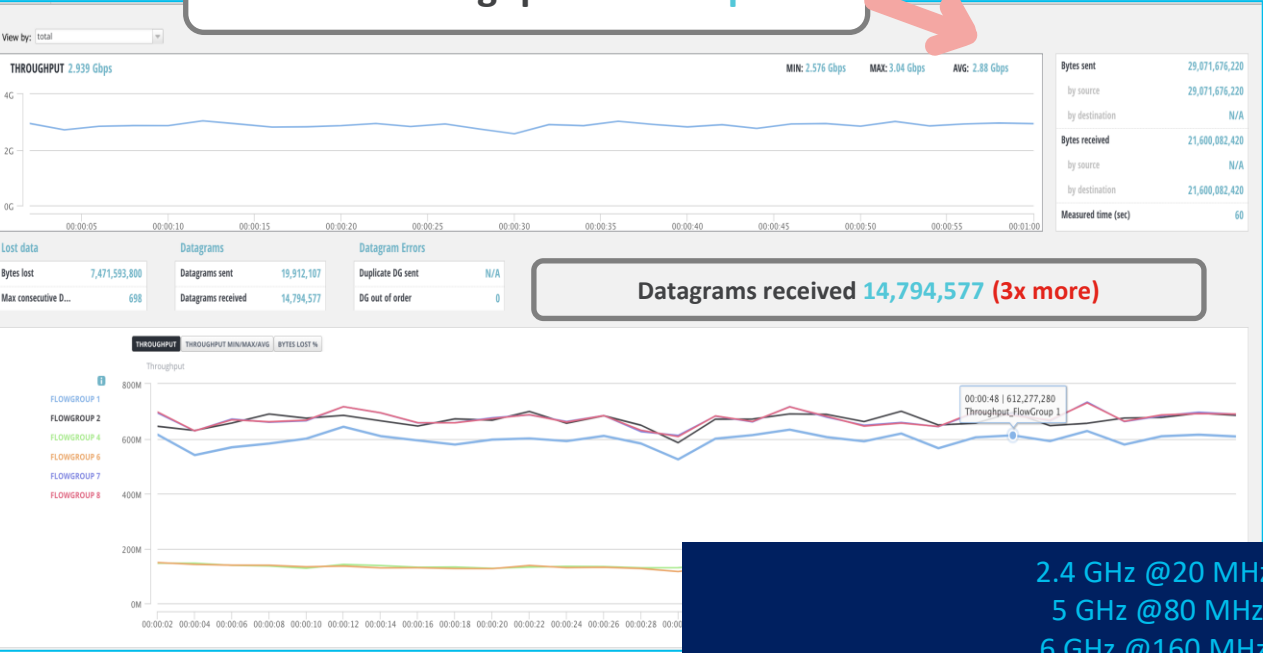 View by: total
THROUGHPUT 2.939 Gbps
MIN: 2.576 Gbps MAX: 3.04 Gbps AVG: 2.88 Gbps
4G
2G
0G
00:00:05 00:00:10 00:00:15 00:00:20 00:00:25 00:00:30 00:00:35 00:00:40 00:00:45 00:00:50 00:00:55 00:01:00
Bytes sent 29,071,676,220
by source 29,071,676,220
by destination N/A
Bytes received 21,600,082,420
by source N/A
by destination 21,600,082,420
Measured time (sec) 60
Lost data
Bytes lost 7,471,593,800
Max consecutive D... 698
Datagrams
Datagrams sent 19,912,107
Datagrams received 14,794,577
Datagram Errors
Duplicate DG sent N/A
DG out of order 0
Datagrams received 14,794,577 (3x more)
THROUGHPUT THROUGHPUT MIN/MAX/AVG BYTES LOST %
Throughput
FLOWGROUP 1
FLOWGROUP 2
FLOWGROUP 4
FLOWGROUP 6
FLOWGROUP 7
FLOWGROUP 8
800M
600M
400M
200M
0M
00:00:48 | 612,277,280
Throughput FlowGroup 1
00:00:02 00:00:04 00:00:06 00:00:08 00:00:10 00:00:12 00:00:14 00:00:16 00:00:18 00:00:20 00:00:22 00:00:24 00:00:26 00:00:28 00:00
2.4 GHz @20 MHz
5 GHz @80 MHz
6 GHz @160 MHz